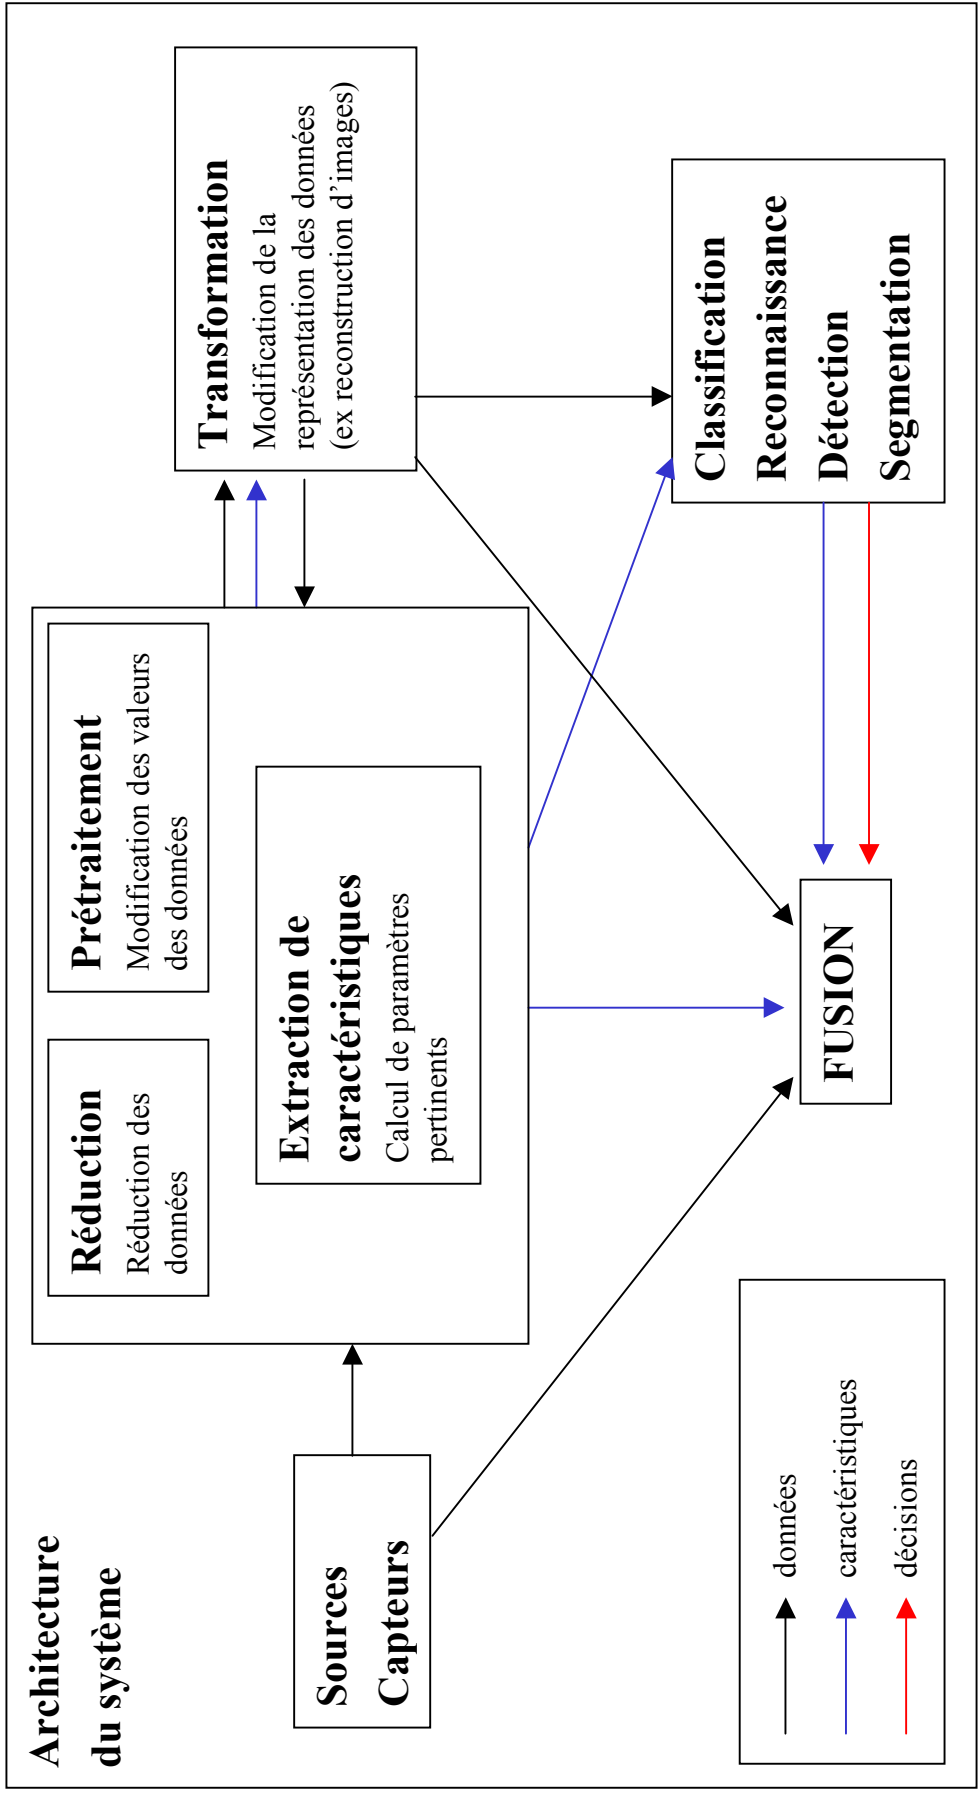 Architecture
du système
Sources
Capteurs
Réduction
Réduction des
données
Prétraitement
Modification des valeurs
des données
Extraction de
caractéristiques
Calcul de paramètres
pertinents
Transformation
Modification de la
représentation des données
(ex reconstruction d'images)
Classification
Reconnaissance
Détection
Segmentation
FUSION
données
caractéristiques
décisions